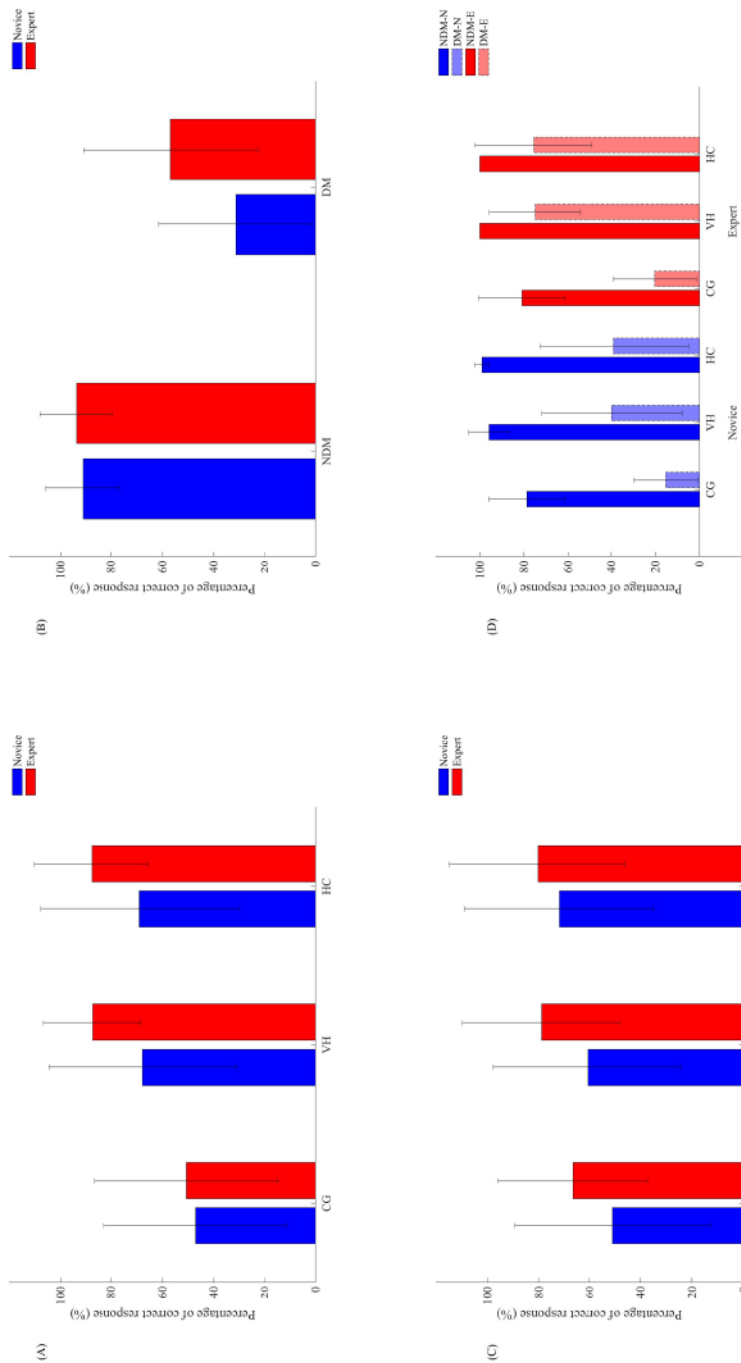 (A)
Percentage of correct response (%)
100
80
60
40
20
0
CG
VH
HC
Novice
Expert
(B)
Percentage of correct response (%)
100
80
60
40
20
0
NDM
DM
Novice
Expert
(C)
Percentage of correct response (%)
100
80
60
40
20
Novice
Expert
(D)
Percentage of correct response (%)
100
80
60
40
20
0
CG
VH
HC
CG
VH
HC
Novice
Expert
NDM-N
DM-N
NDM-E
DM-E